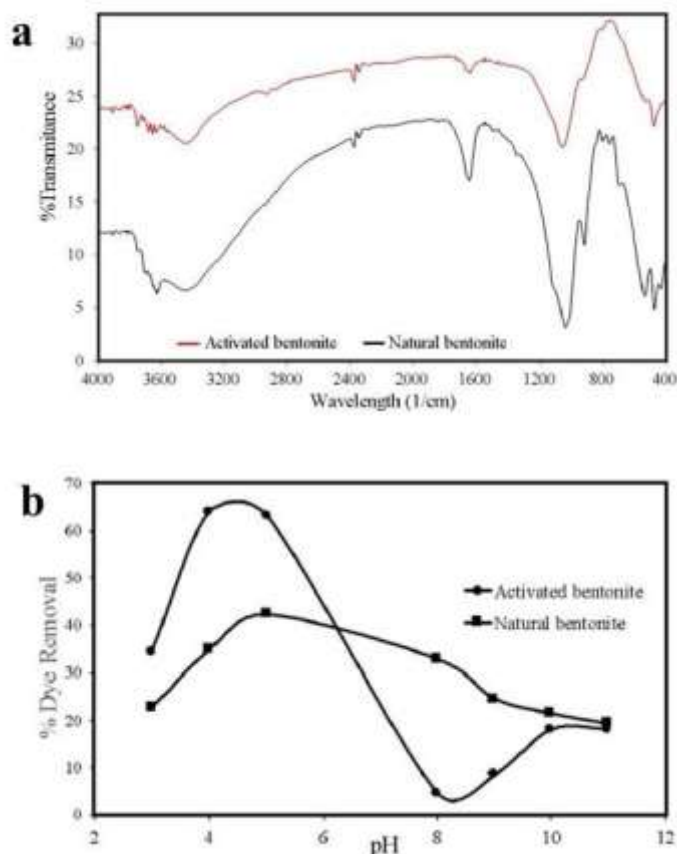 a
30
25
20
15
10
5
0
%Transmitance
Activated bentonite
Natural bentonite
4000 3600 3200 2800 2400 2000 1600 1200 800 400
Wavelength (1/cm)
b
70
60
50
40
30
20
10
0
% Dye Removal
Activated bentonite
Natural bentonite
2 4 6 8 10 12
pH